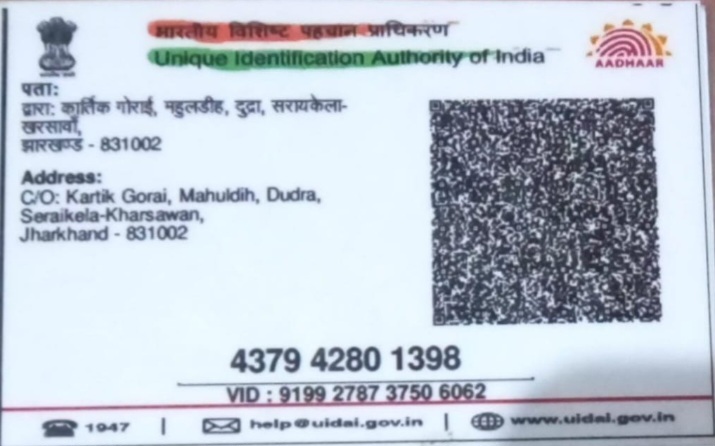 भारतीय विशिष्ट पहचान प्राधिकरण
Unique Identification Authority of India
AADHAAR
पता:
द्वारा: कार्तिक गोराई, महुलडीह, दुद्रा, सरायकेला-
खरसावाँ,
झारखण्ड - 831002
Address:
C/O: Kartik Gorai, Mahuldih, Dudra,
Seraikela-Kharsawan,
Jharkhand - 831002
4379 4280 1398
VID : 9199 2787 3750 6062
1947 | help@uidai.gov.in | www.uidai.gov.in